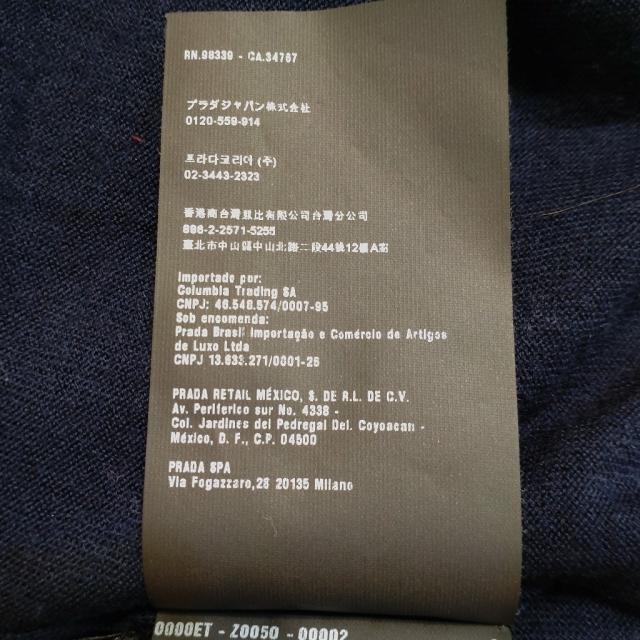 RN.98339 - CA.34767
プラダジャパン株式会社
0120-559-914
프라다코리아 (주)
02-3443-2323
香港商台灣 有限公司台灣分公司
886-2-2571-5255
臺北市中山區中山北路二段44號12樓A室
Importado por:
Columbia Trading SA
CNPJ: 46.548.574/0007-95
Sob encomenda:
Prada Brasil Importação e Comércio de Artigos
de Luxo Ltda
CNPJ 13.633.271/0001-26
PRADA RETAIL MÉXICO, S. DE R.L. DE C.V.
Av. Periferico sur No. 4338 -
Col. Jardines del Pedregal Del. Coyoacan -
México, D. F., C.P. 04500
PRADA SPA
Via Fogazzaro,28 20135 Milano
0000ET - Z0050 - 00002